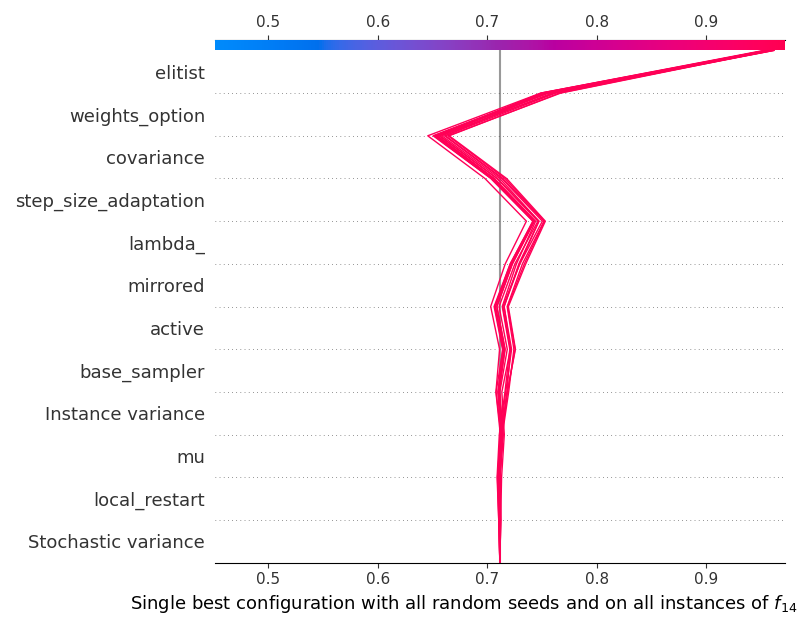 0.5 0.6 0.7 0.8 0.9
elitist
weights_option
covariance
step_size_adaptation
lambda_
mirrored
active
base_sampler
Instance variance
mu
local_restart
Stochastic variance
0.5 0.6 0.7 0.8 0.9
Single best configuration with all random seeds and on all instances of f14